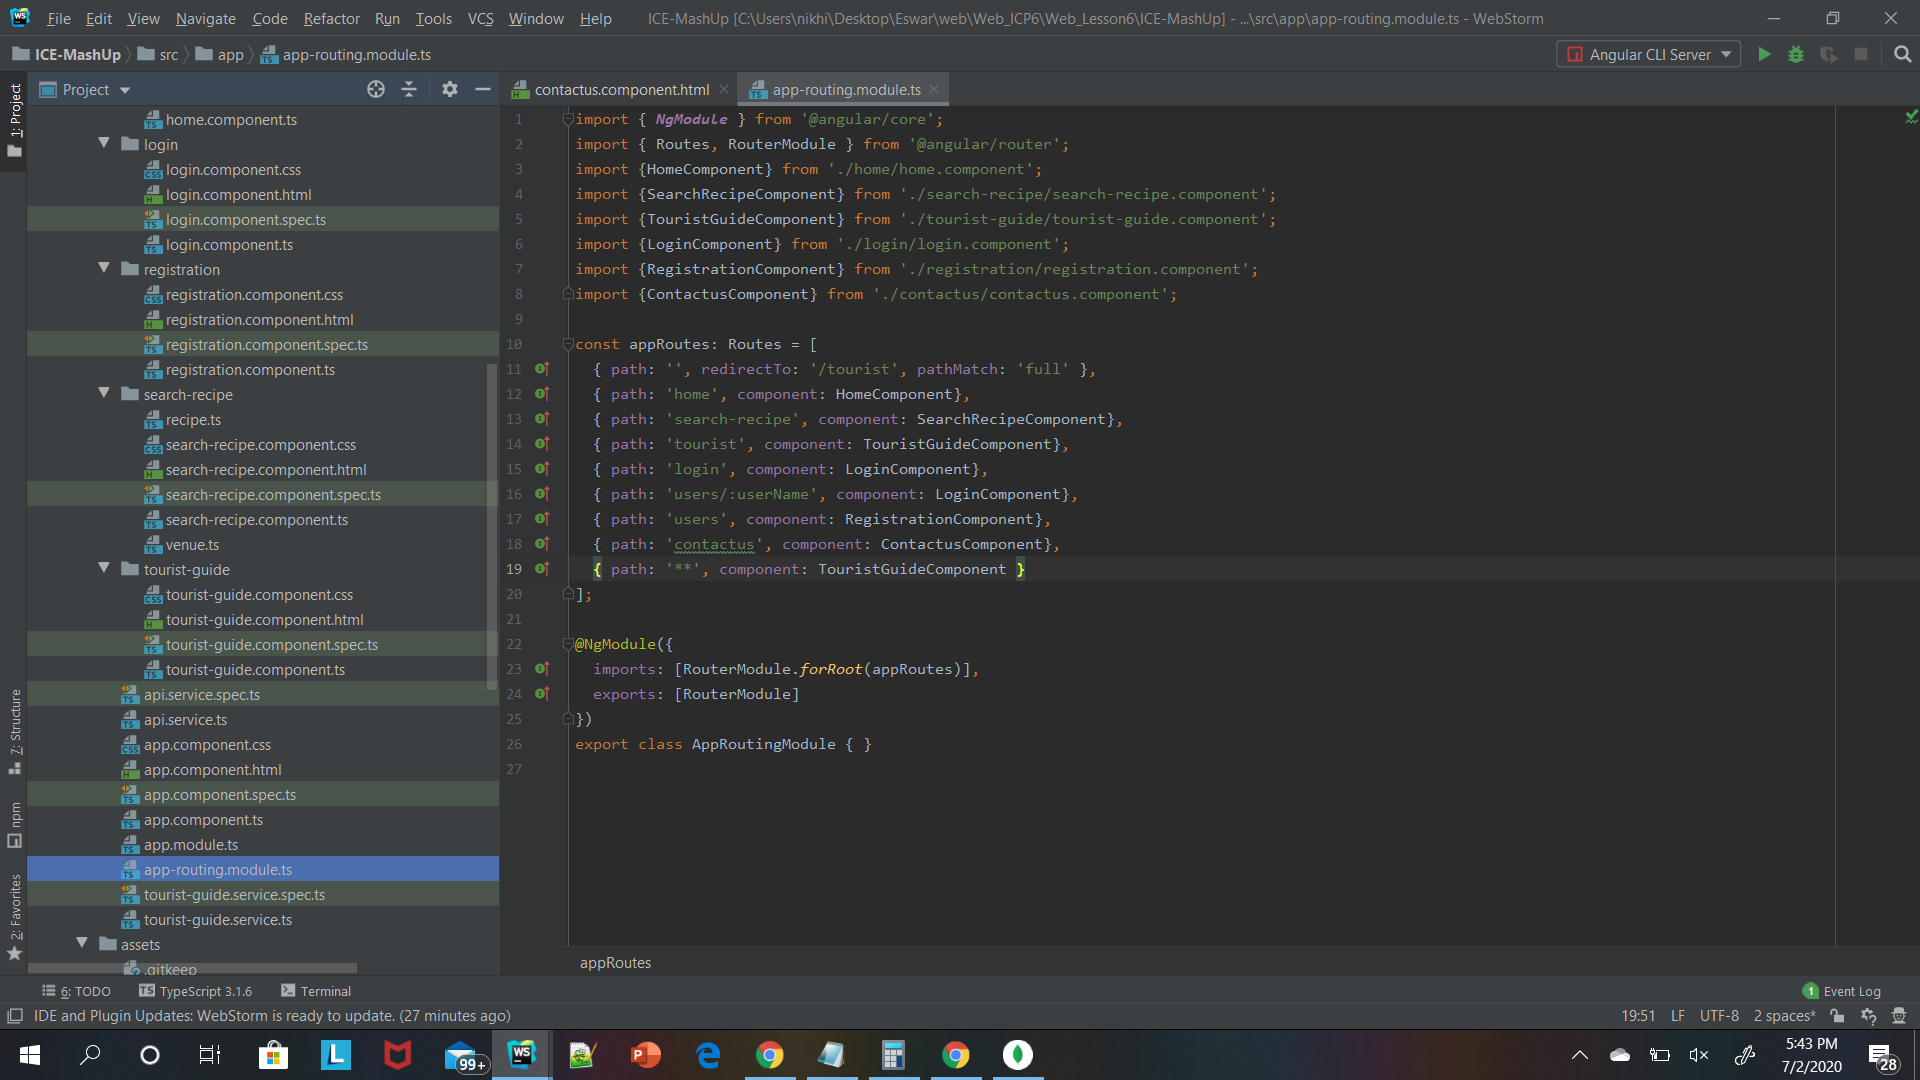 File Edit View Navigate Code Refactor Run Tools VCS Window Help ICE-MashUp [C:\Users\nikhi\Desktop\Eswar\web\Web_ICP6\Web_Lesson6\ICE-MashUp] - ...\src\app\app-routing.module.ts - WebStorm
ICE-MashUp src app app-routing.module.ts Angular CLI Server
Project contactus.component.html app-routing.module.ts
1: Project
7: Structure
npm
2: Favorites
home.component.ts
login
login.component.css
login.component.html
login.component.spec.ts
login.component.ts
registration
registration.component.css
registration.component.html
registration.component.spec.ts
registration.component.ts
search-recipe
recipe.ts
search-recipe.component.css
search-recipe.component.html
search-recipe.component.spec.ts
search-recipe.component.ts
venue.ts
tourist-guide
tourist-guide.component.css
tourist-guide.component.html
tourist-guide.component.spec.ts
tourist-guide.component.ts
api.service.spec.ts
api.service.ts
app.component.css
app.component.html
app.component.spec.ts
app.component.ts
app.module.ts
app-routing.module.ts
tourist-guide.service.spec.ts
tourist-guide.service.ts
assets
.gitkeep
1 import { NgModule } from '@angular/core';
2 import { Routes, RouterModule } from '@angular/router';
3 import {HomeComponent} from './home/home.component';
4 import {SearchRecipeComponent} from './search-recipe/search-recipe.component';
5 import {TouristGuideComponent} from './tourist-guide/tourist-guide.component';
6 import {LoginComponent} from './login/login.component';
7 import {RegistrationComponent} from './registration/registration.component';
8 import {ContactusComponent} from './contactus/contactus.component';
9
10 const appRoutes: Routes = [
11 { path: '', redirectTo: '/tourist', pathMatch: 'full' },
12 { path: 'home', component: HomeComponent},
13 { path: 'search-recipe', component: SearchRecipeComponent},
14 { path: 'tourist', component: TouristGuideComponent},
15 { path: 'login', component: LoginComponent},
16 { path: 'users/:userName', component: LoginComponent},
17 { path: 'users', component: RegistrationComponent},
18 { path: 'contactus', component: ContactusComponent},
19 { path: '**', component: TouristGuideComponent }
20 ];
21
22 @NgModule({
23 imports: [RouterModule.forRoot(appRoutes)],
24 exports: [RouterModule]
25 })
26 export class AppRoutingModule { }
27
appRoutes
6: TODO TypeScript 3.1.6 Terminal 1 Event Log
IDE and Plugin Updates: WebStorm is ready to update. (27 minutes ago) 19:51 LF UTF-8 2 spaces*
99+
5:43 PM
7/2/2020
28